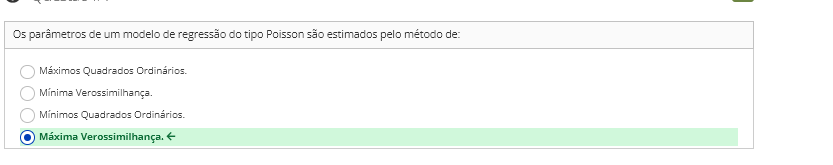 Os parâmetros de um modelo de regressão do tipo Poisson são estimados pelo método de:
Máximos Quadrados Ordinários.
Mínima Verossimilhança.
Mínimos Quadrados Ordinários.
Máxima Verossimilhança. ←